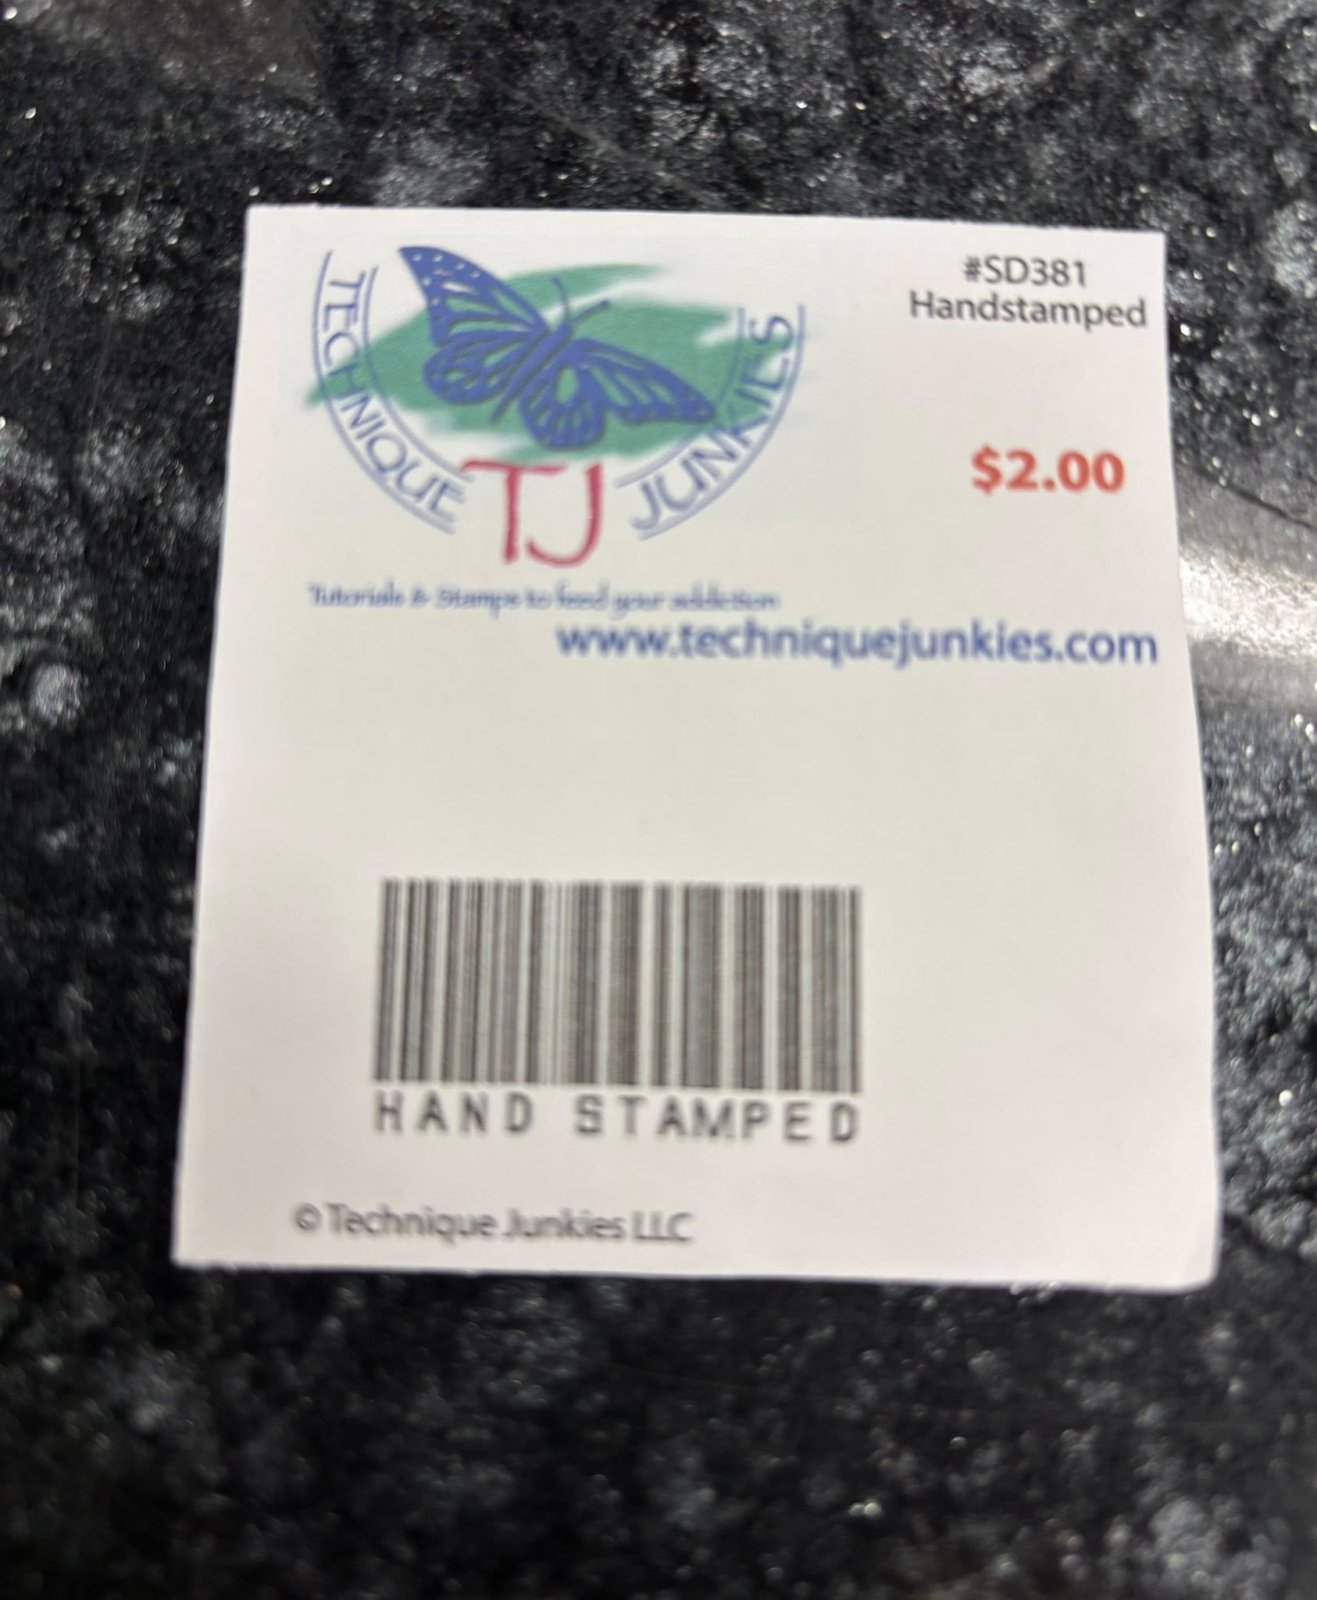 TECHNIQUE JUNKIES
TJ
Tutorials & Stamps to feed your addiction
www.techniquejunkies.com
#SD381
Handstamped
$2.00
HAND STAMPED
© Technique Junkies LLC